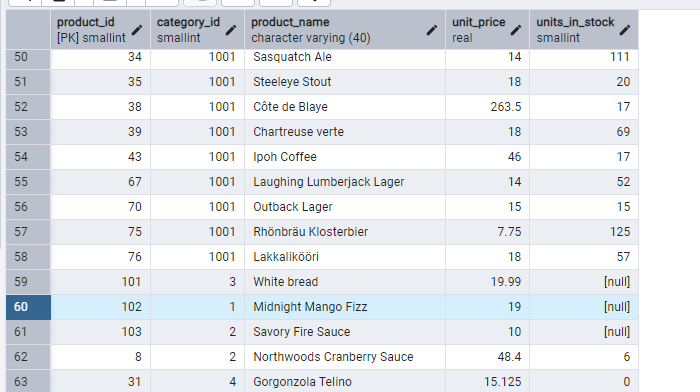 product_id category_id product_name unit_price units_in_stock
[PK] smallint smallint character varying (40) real smallint
50 34 1001 Sasquatch Ale 14 111
51 35 1001 Steeleye Stout 18 20
52 38 1001 Côte de Blaye 263.5 17
53 39 1001 Chartreuse verte 18 69
54 43 1001 Ipoh Coffee 46 17
55 67 1001 Laughing Lumberjack Lager 14 52
56 70 1001 Outback Lager 15 15
57 75 1001 Rhönbräu Klosterbier 7.75 125
58 76 1001 Lakkalikööri 18 57
59 101 3 White bread 19.99 [null]
60 102 1 Midnight Mango Fizz 19 [null]
61 103 2 Savory Fire Sauce 10 [null]
62 8 2 Northwoods Cranberry Sauce 48.4 6
63 31 4 Gorgonzola Telino 15.125 0